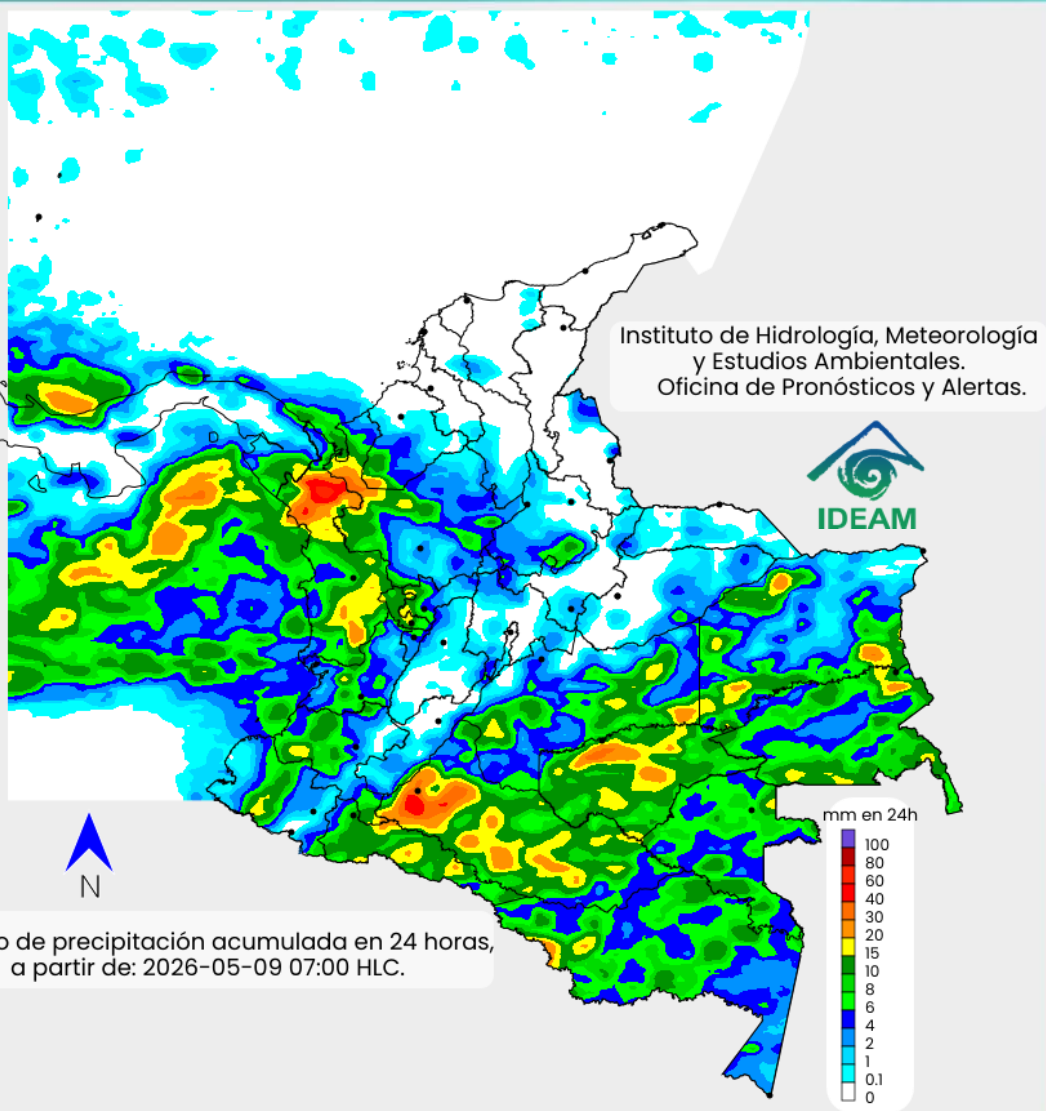 Instituto de Hidrología, Meteorología
y Estudios Ambientales.
Oficina de Pronósticos y Alertas.
IDEAM
mm en 24h
100
80
60
40
30
20
15
10
8
6
4
2
1
0.1
0
N
o de precipitación acumulada en 24 horas,
a partir de: 2026-05-09 07:00 HLC.